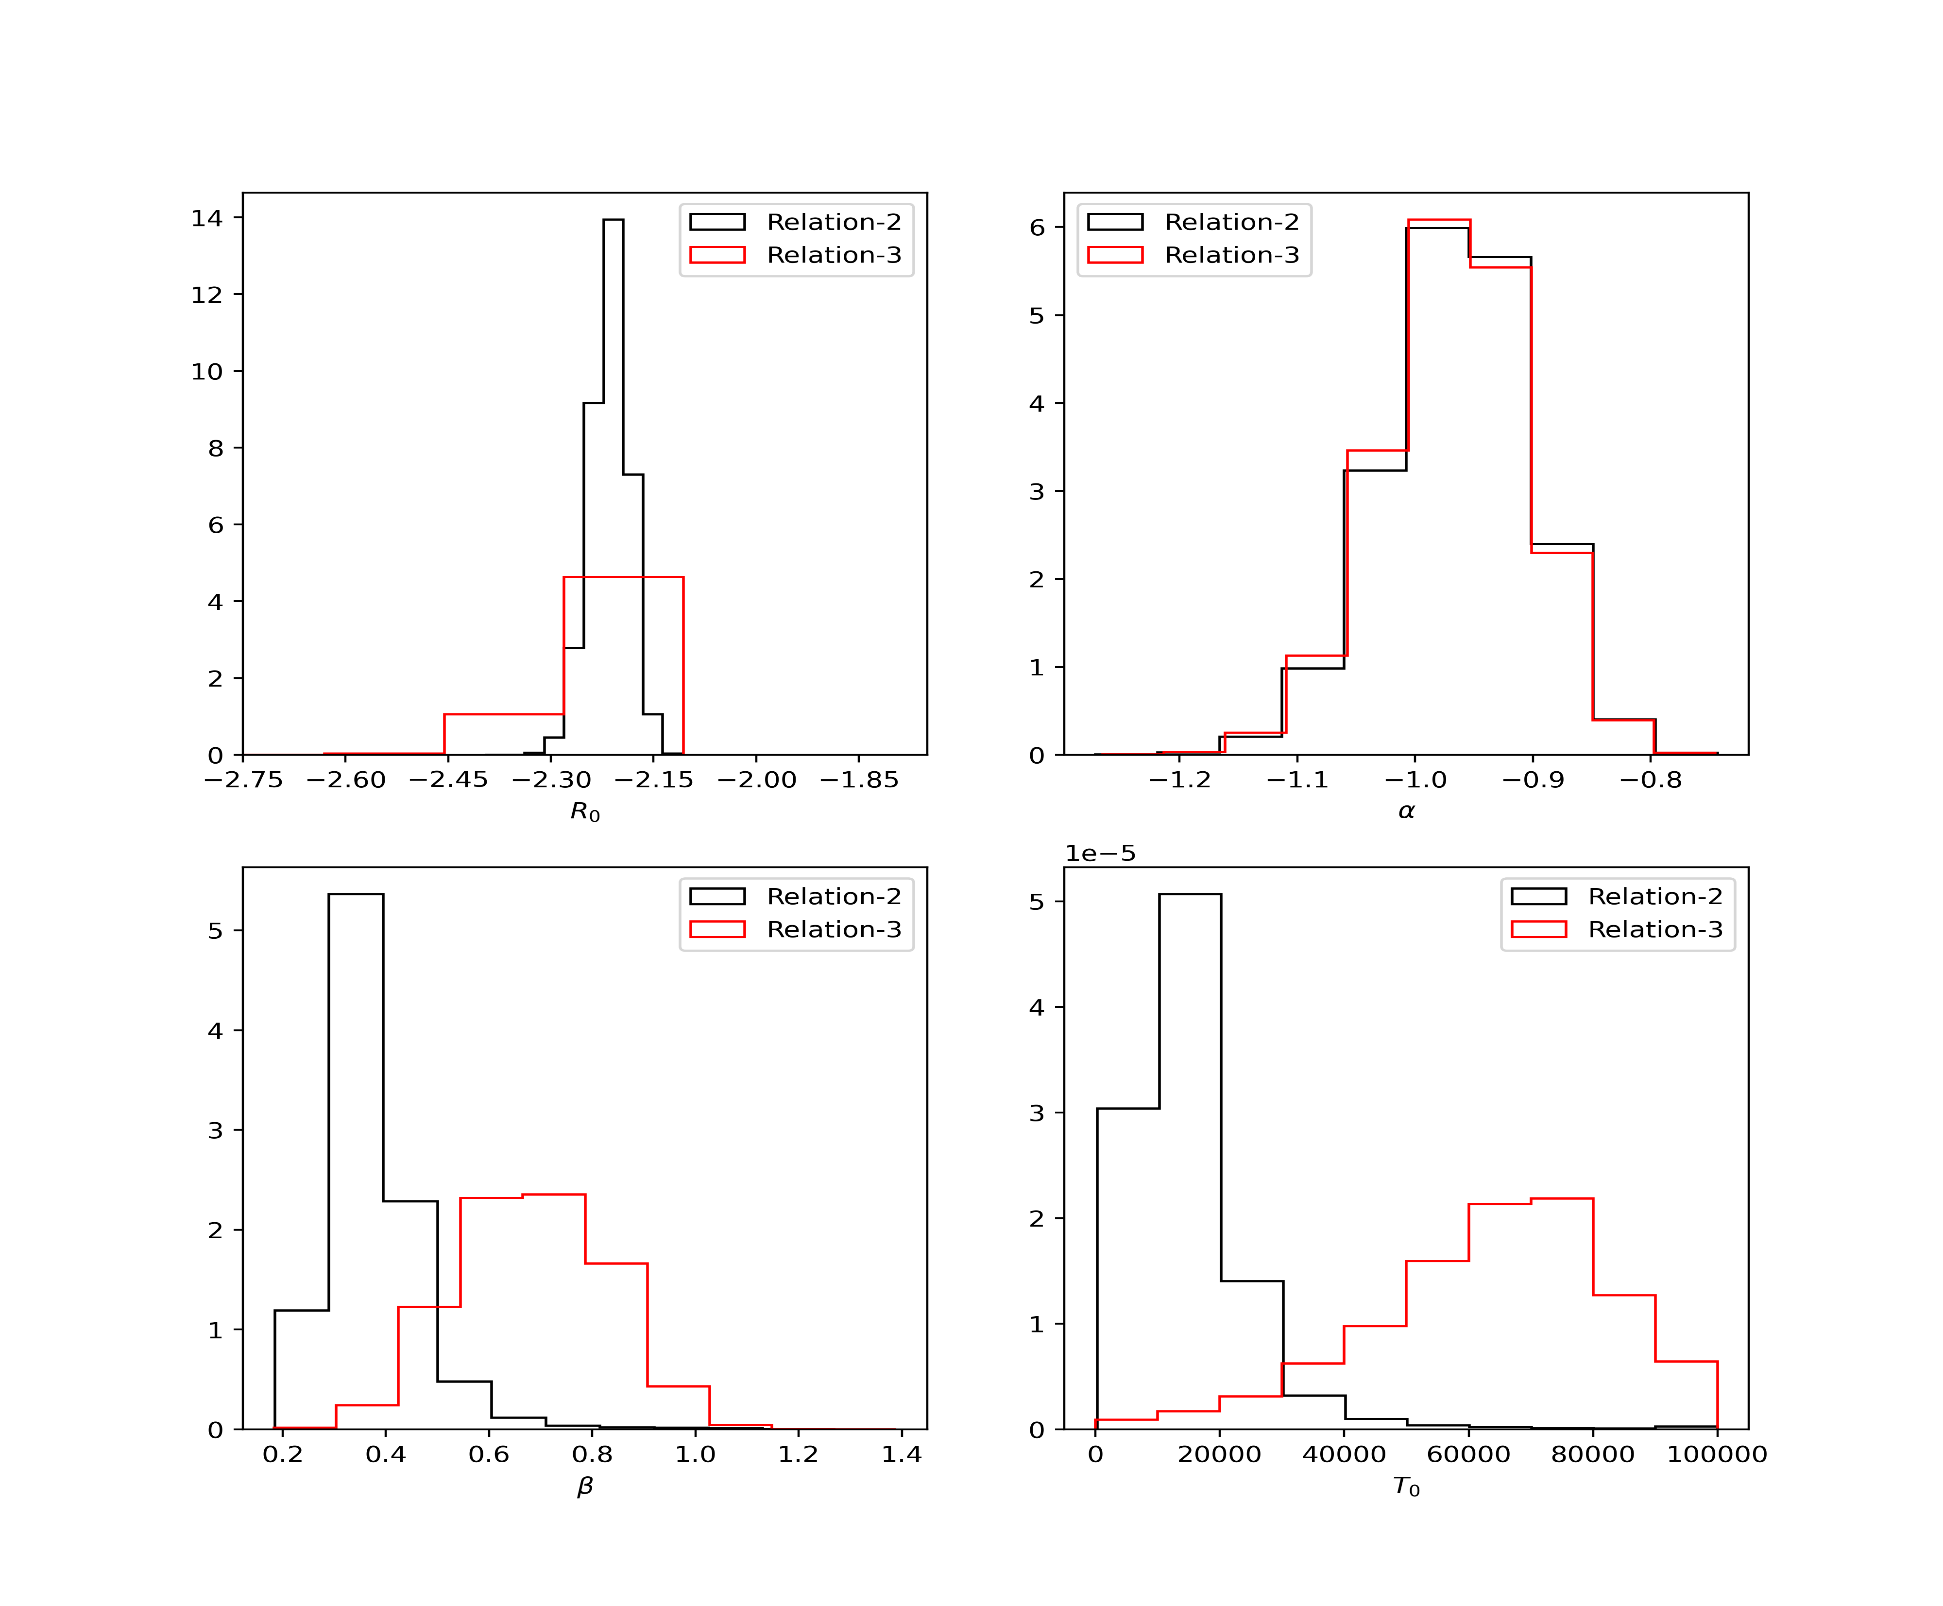 14
12
10
8
6
4
2
0
Relation-2
Relation-3
−2.75 −2.60 −2.45 −2.30 −2.15 −2.00 −1.85
R₀
6
5
4
3
2
1
0
Relation-2
Relation-3
−1.2 −1.1 −1.0 −0.9 −0.8
α
5
4
3
2
1
0
Relation-2
Relation-3
0.2 0.4 0.6 0.8 1.0 1.2 1.4
β
1e−5
5
4
3
2
1
0
Relation-2
Relation-3
0 20000 40000 60000 80000 100000
T₀